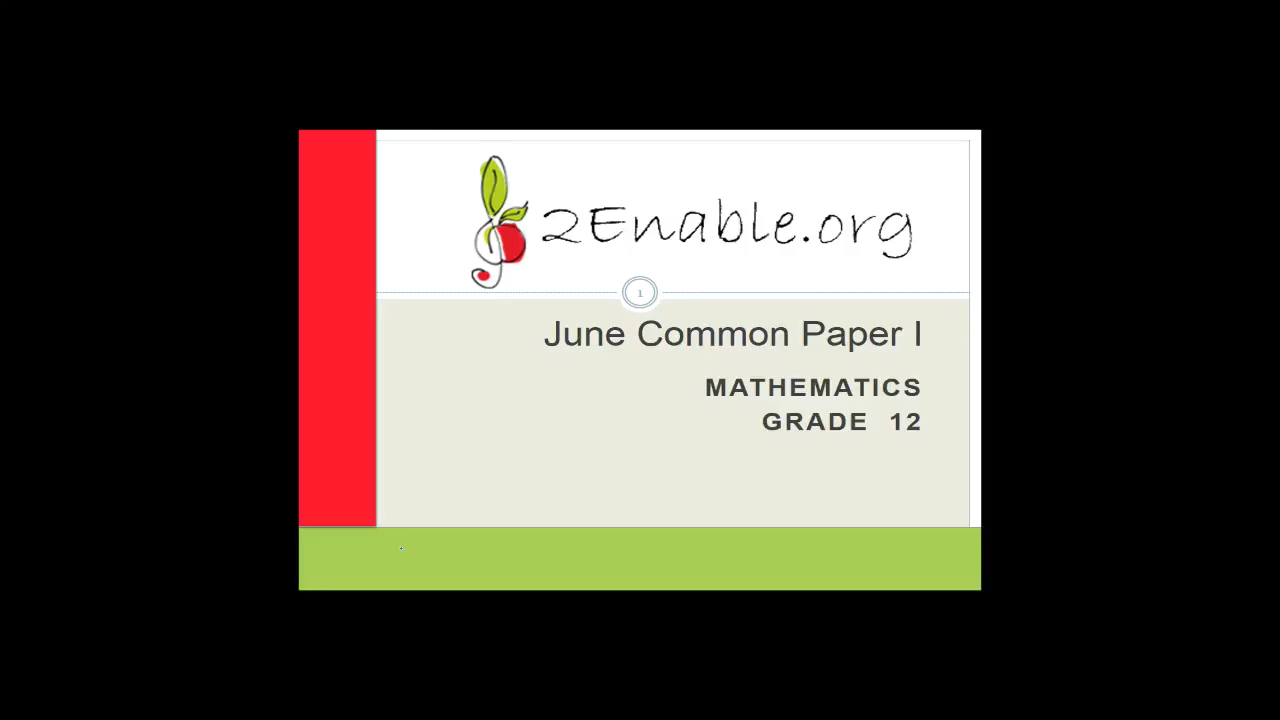 2Enable.org
1
June Common Paper I
MATHEMATICS
GRADE 12